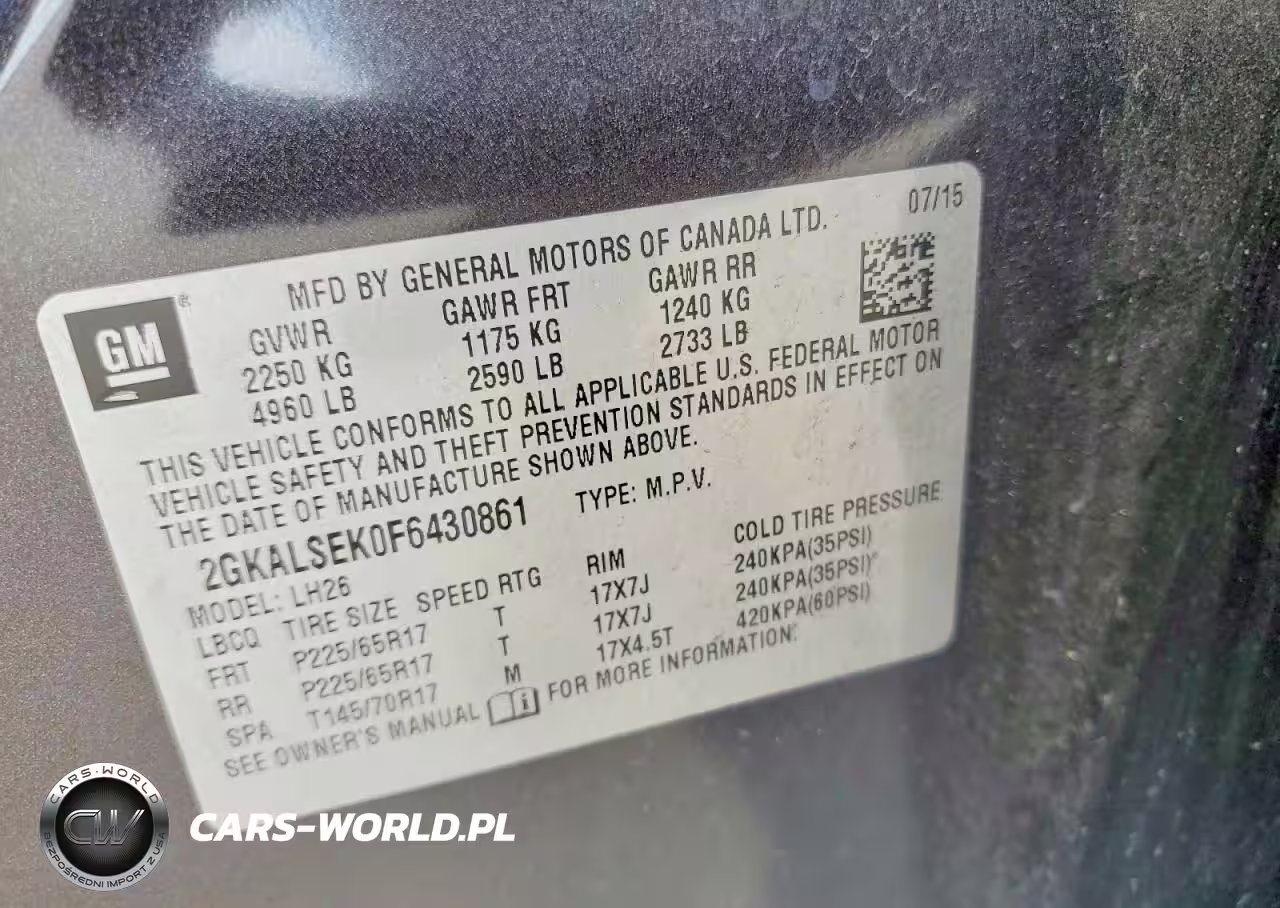 07/15
MFD BY GENERAL MOTORS OF CANADA LTD.
GM®
GVWR GAWR FRT GAWR RR
2250 KG 1175 KG 1240 KG
4960 LB 2590 LB 2733 LB
THIS VEHICLE CONFORMS TO ALL APPLICABLE U.S. FEDERAL MOTOR
VEHICLE SAFETY AND THEFT PREVENTION STANDARDS IN EFFECT ON
THE DATE OF MANUFACTURE SHOWN ABOVE.
2GKALSEK0F6430861 TYPE: M.P.V.
MODEL: LH26
LBCQ TIRE SIZE SPEED RTG RIM COLD TIRE PRESSURE
FRT P225/65R17 T 17X7J 240KPA(35PSI)
RR P225/65R17 T 17X7J 240KPA(35PSI)
SPA T145/70R17 M 17X4.5T 420KPA(60PSI)
SEE OWNER'S MANUAL i FOR MORE INFORMATION.
CARS-WORLD
CW
BEZPOŚREDNI IMPORT Z USA
CARS-WORLD.PL